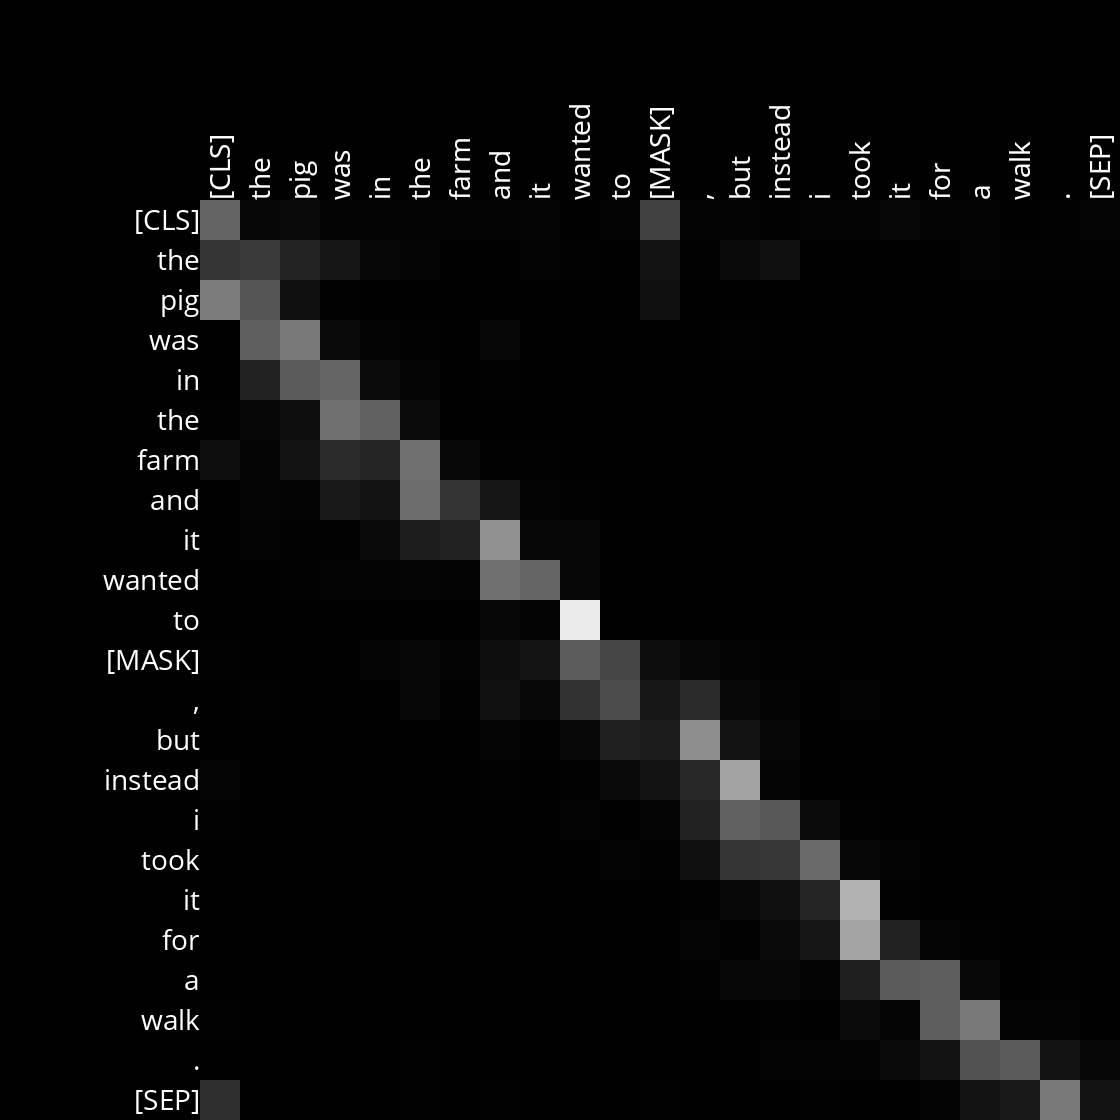 [CLS] the pig was in the farm and it wanted to [MASK] , but instead i took it for a walk . [SEP]
[CLS]
the
pig
was
in
the
farm
and
it
wanted
to
[MASK]
,
but
instead
i
took
it
for
a
walk
.
[SEP]